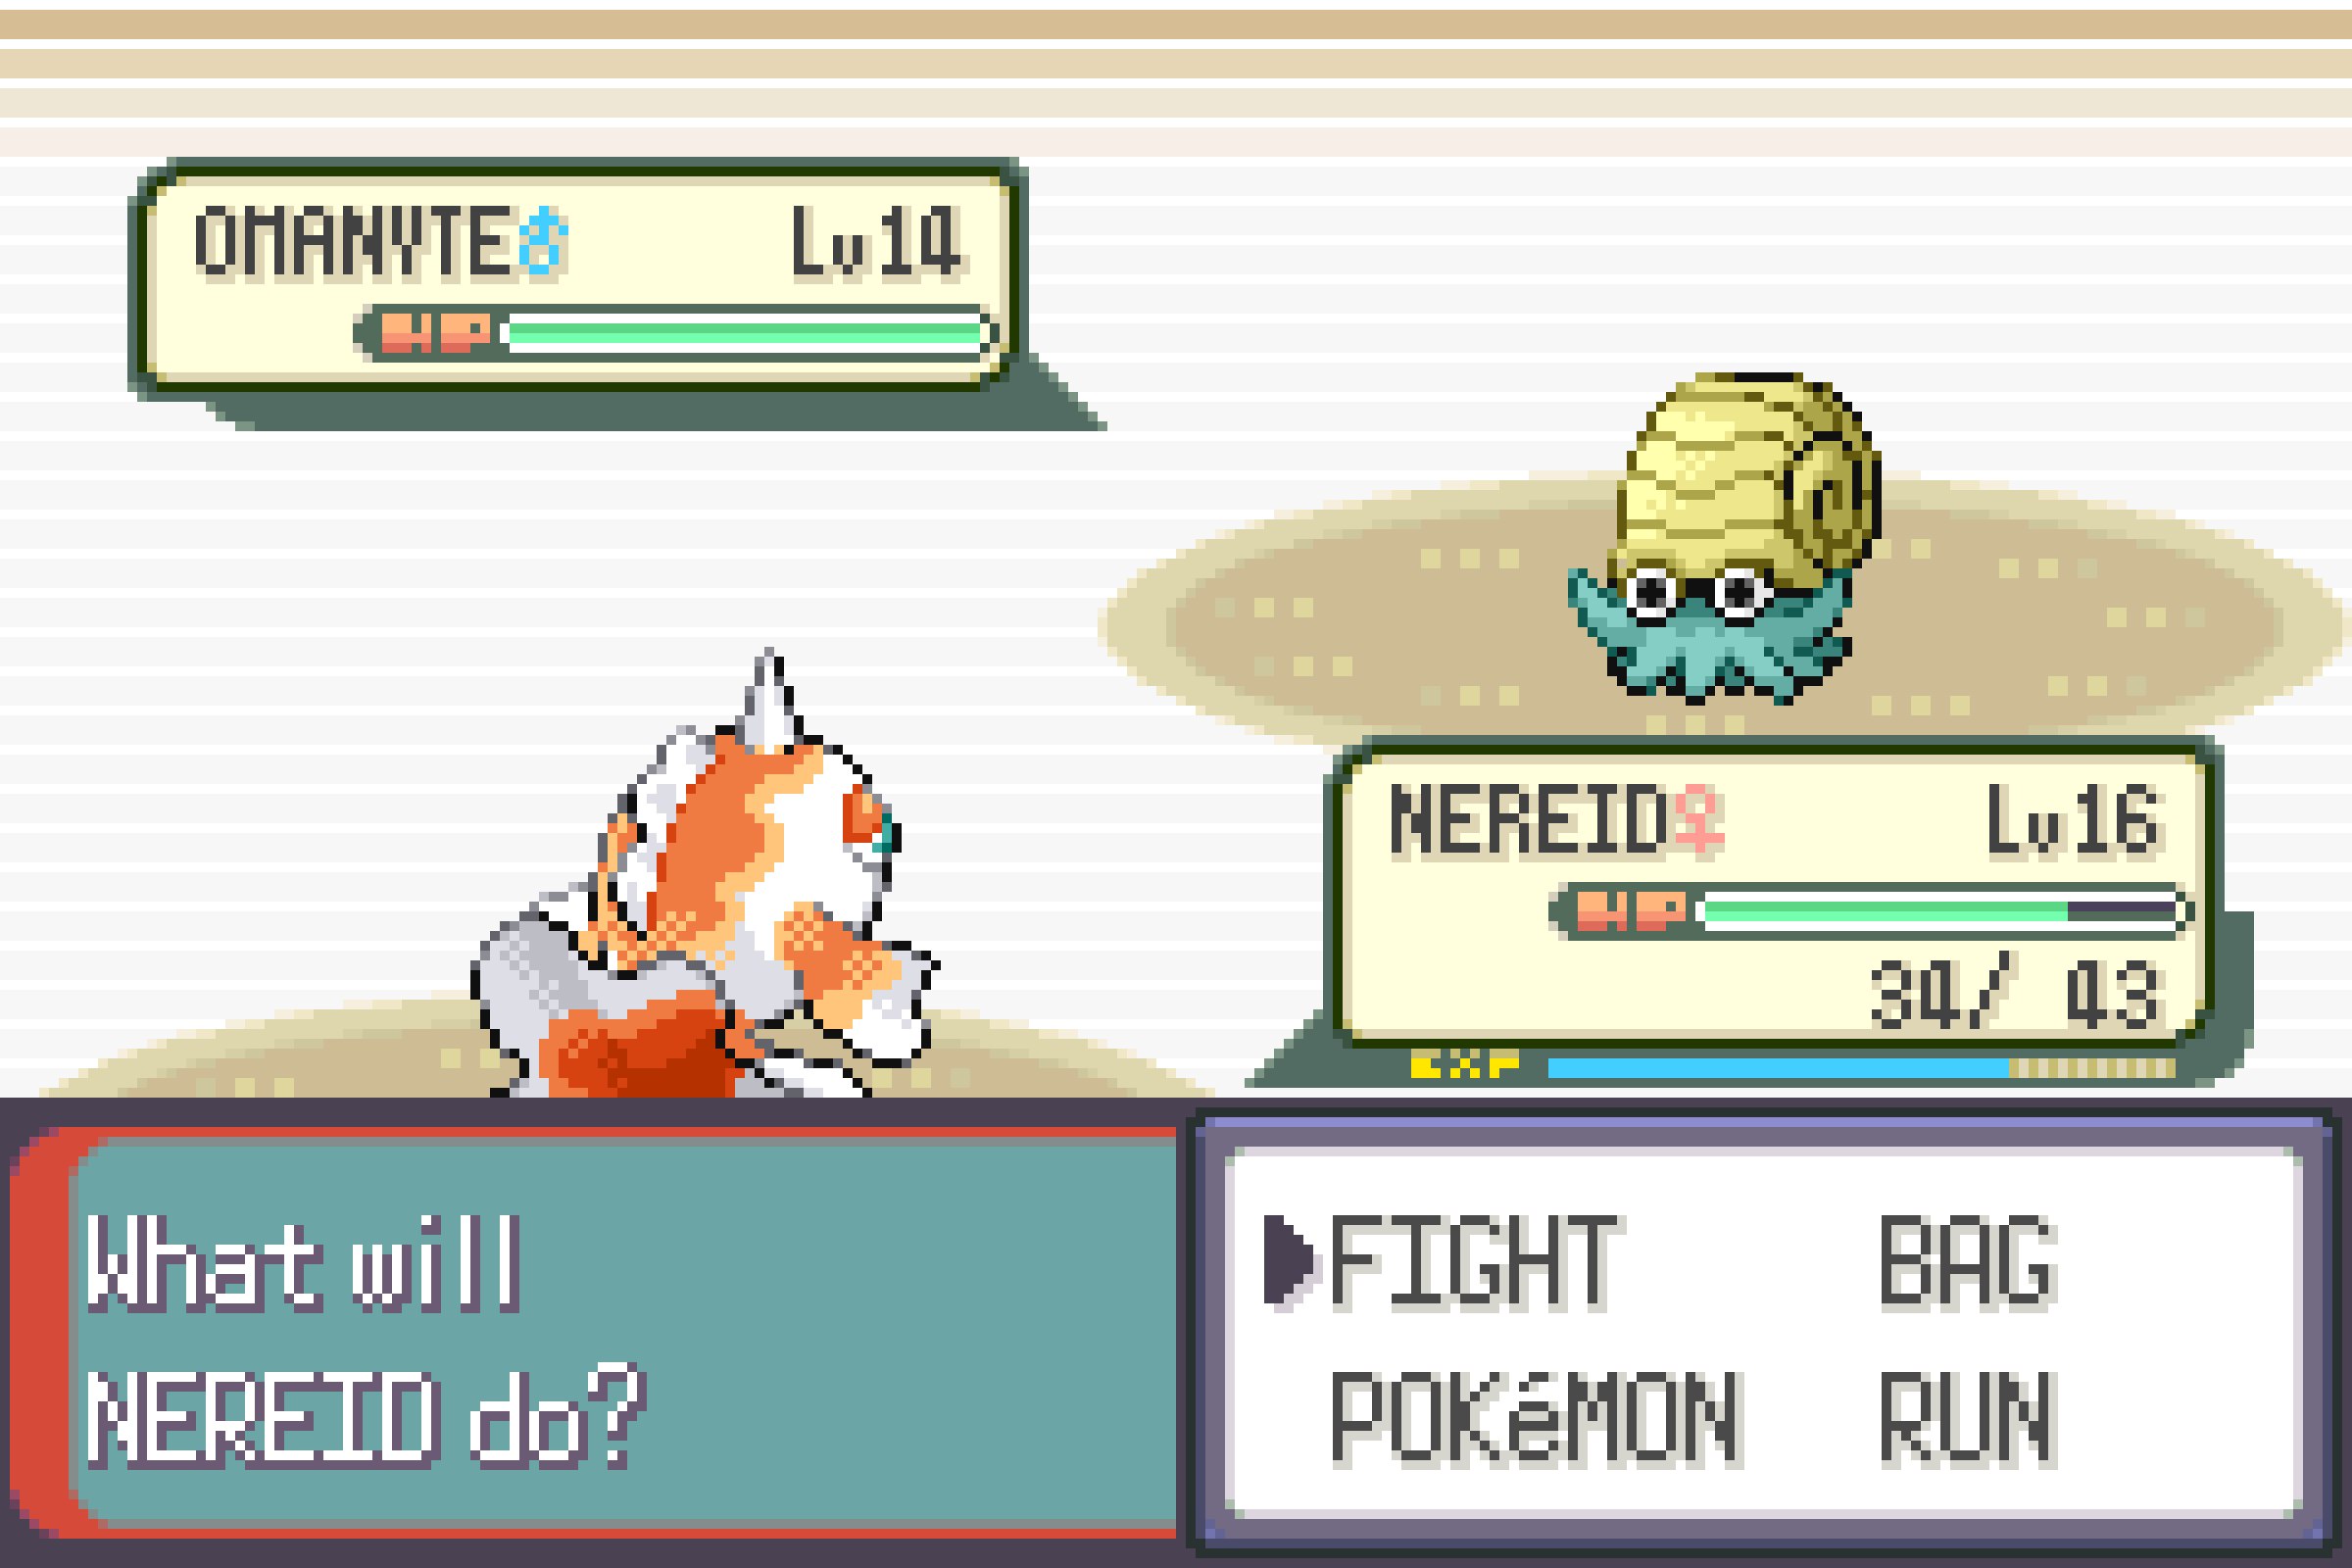 OMANYTE♂ Lv14
HP
NEREID♀ Lv16
HP
34/ 43
EXP
What will
NEREID do?
FIGHT BAG
POKéMON RUN